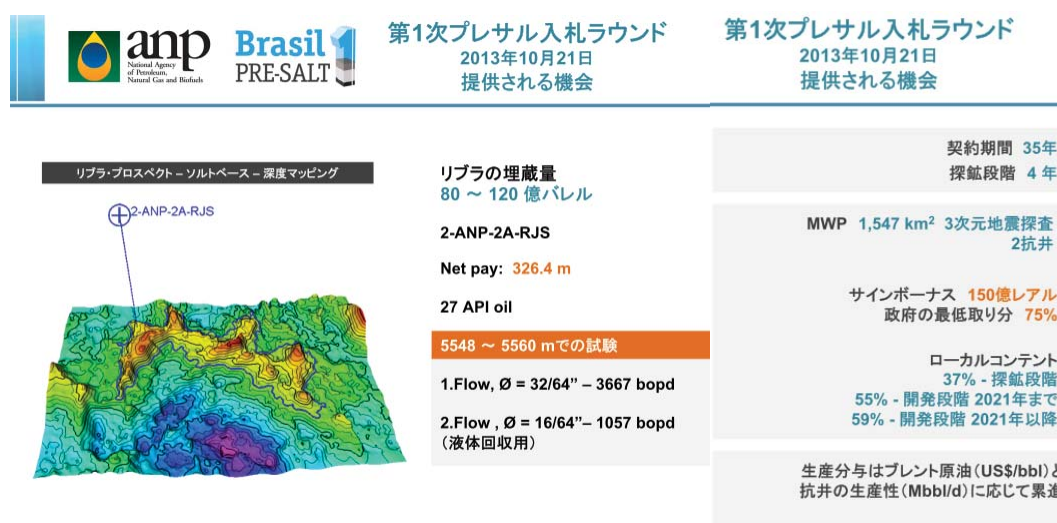 anp
National Agency
of Petroleum,
Natural Gas and Biofuels
Brasil 1
PRE-SALT
第1次プレサル入札ラウンド
2013年10月21日
提供される機会
リブラ・プロスペクト – ソルトベース – 深度マッピング
2-ANP-2A-RJS
リブラの埋蔵量
80 ～ 120 億バレル
2-ANP-2A-RJS
Net pay: 326.4 m
27 API oil
5548 ～ 5560 mでの試験
1.Flow, Ø = 32/64” – 3667 bopd
2.Flow , Ø = 16/64”– 1057 bopd
（液体回収用）
第1次プレサル入札ラウンド
2013年10月21日
提供される機会
契約期間 35年
探鉱段階 4 年
MWP 1,547 km² 3次元地震探査
2抗井
サインボーナス 150億レアル
政府の最低取り分 75%
ローカルコンテント
37% - 探鉱段階
55% - 開発段階 2021年まで
59% - 開発段階 2021年以降
生産分与はブレント原油（US$/bbl）と
抗井の生産性（Mbbl/d）に応じて累進